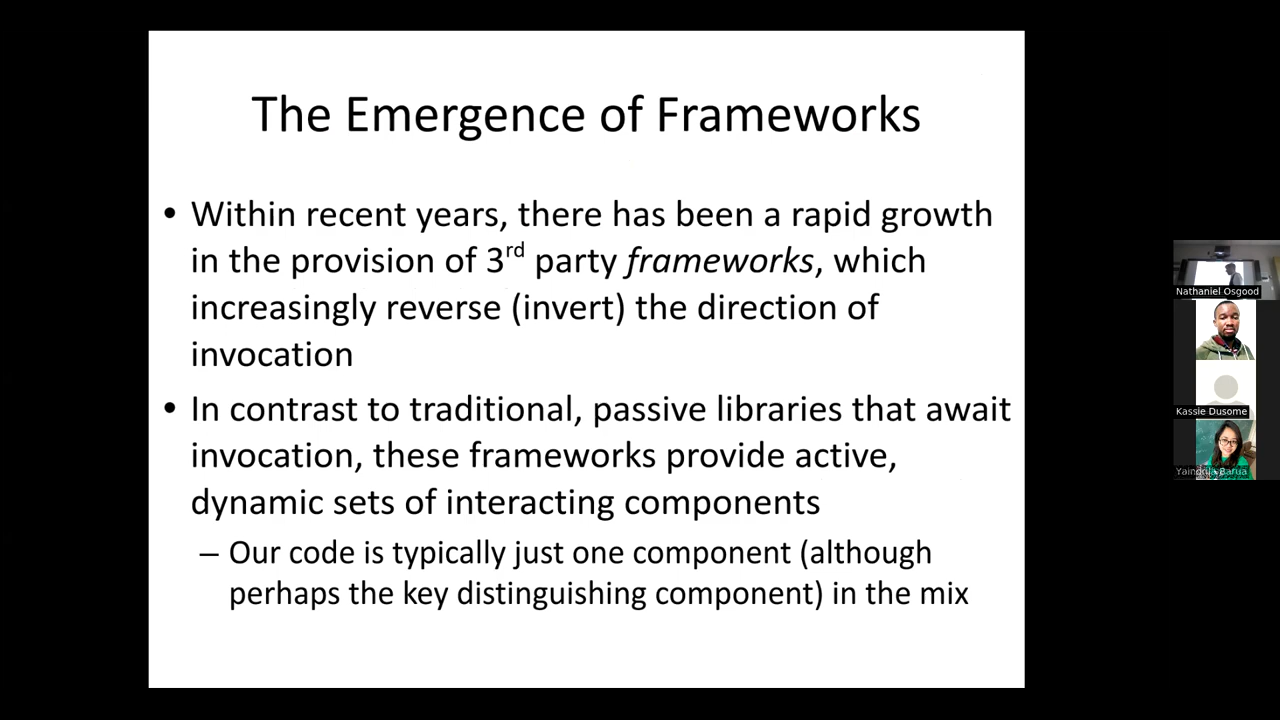 The Emergence of Frameworks
• Within recent years, there has been a rapid growth
in the provision of 3rd party frameworks, which
increasingly reverse (invert) the direction of
invocation
• In contrast to traditional, passive libraries that await
invocation, these frameworks provide active,
dynamic sets of interacting components
– Our code is typically just one component (although
perhaps the key distinguishing component) in the mix
Nathaniel Osgood
Kassie Dusome
Barua